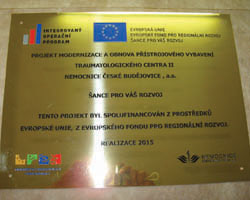 INTEGROVANÝ
OPERAČNÍ
PROGRAM
EVROPSKÁ UNIE
EVROPSKÝ FOND PRO REGIONÁLNÍ ROZVOJ
ŠANCE PRO VÁŠ ROZVOJ
PROJEKT MODERNIZACE A OBNOVA PŘÍSTROJOVÉHO VYBAVENÍ
TRAUMATOLOGICKÉHO CENTRA II
NEMOCNICE ČESKÉ BUDĚJOVICE , a.s.
ŠANCE PRO VÁŠ ROZVOJ
TENTO PROJEKT BYL SPOLUFINANCOVÁN Z PROSTŘEDKŮ
EVROPSKÉ UNIE, Z EVROPSKÉHO FONDU PRO REGIONÁLNÍ ROZVOJ.
REALIZACE 2015
NEMOCNICE